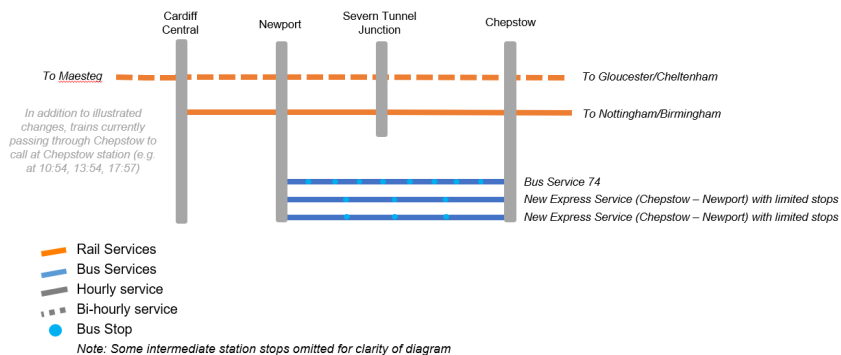 Cardiff
Central
Newport
Severn Tunnel
Junction
Chepstow
To Maesteg
To Gloucester/Cheltenham
In addition to illustrated
changes, trains currently
passing through Chepstow to
call at Chepstow station (e.g.
at 10:54, 13:54, 17:57)
To Nottingham/Birmingham
Bus Service 74
New Express Service (Chepstow – Newport) with limited stops
New Express Service (Chepstow – Newport) with limited stops
Rail Services
Bus Services
Hourly service
Bi-hourly service
Bus Stop
Note: Some intermediate station stops omitted for clarity of diagram